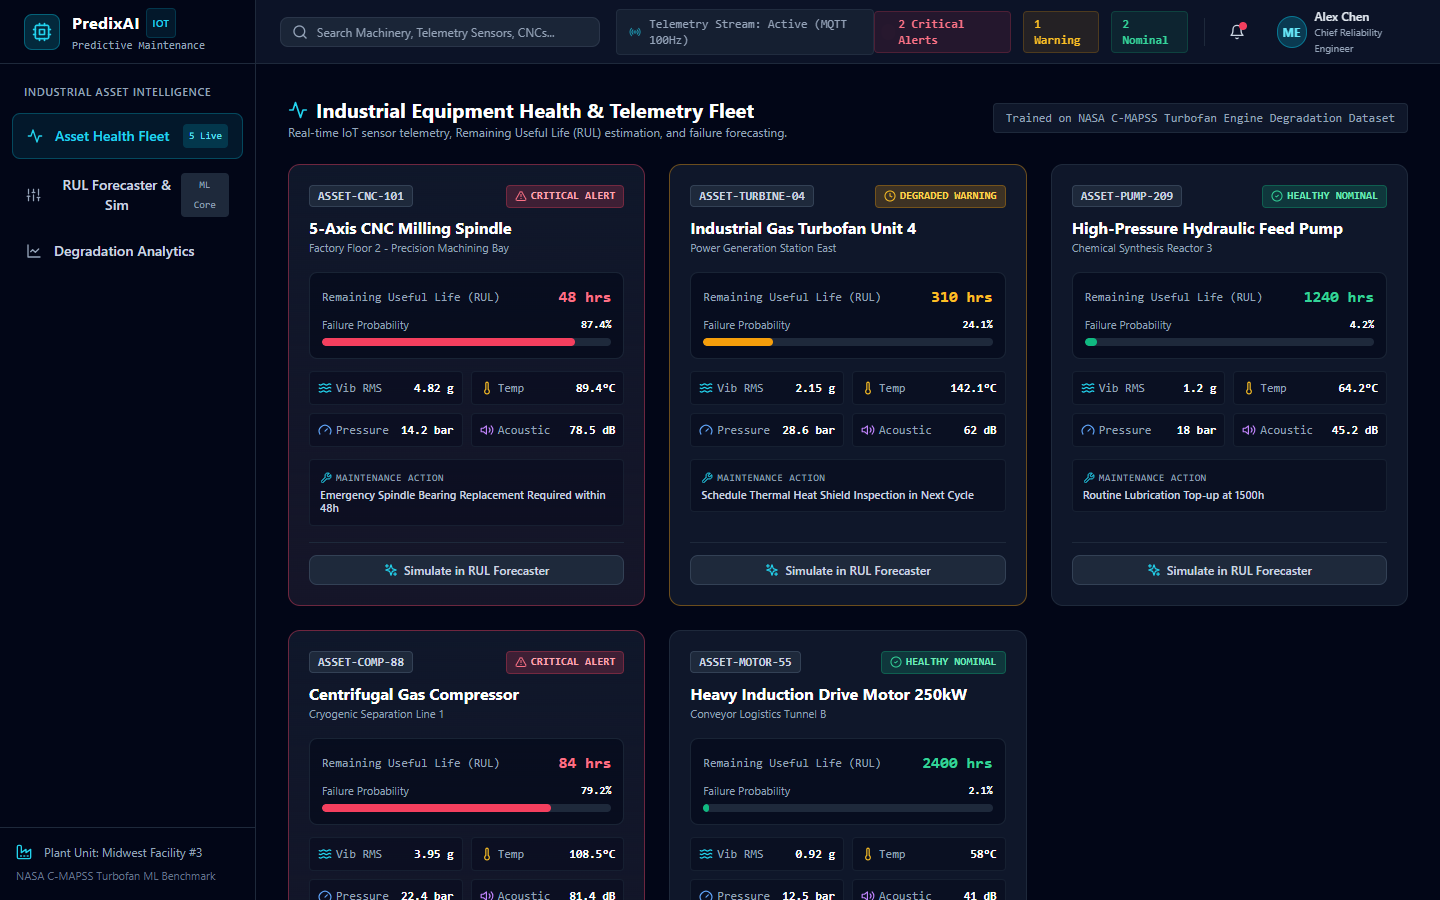 PredixAI IOT
Predictive Maintenance
Search Machinery, Telemetry Sensors, CNCs...
Telemetry Stream: Active (MQTT
100Hz)
2 Critical
Alerts
1
Warning
2
Nominal
ME
Alex Chen
Chief Reliability
Engineer
INDUSTRIAL ASSET INTELLIGENCE
Asset Health Fleet 5 Live
RUL Forecaster &
Sim
ML
Core
Degradation Analytics
Plant Unit: Midwest Facility #3
NASA C-MAPSS Turbofan ML Benchmark
Industrial Equipment Health & Telemetry Fleet
Real-time IoT sensor telemetry, Remaining Useful Life (RUL) estimation, and failure forecasting.
Trained on NASA C-MAPSS Turbofan Engine Degradation Dataset
ASSET-CNC-101 CRITICAL ALERT
5-Axis CNC Milling Spindle
Factory Floor 2 - Precision Machining Bay
Remaining Useful Life (RUL) 48 hrs
Failure Probability 87.4%
Vib RMS 4.82 g Temp 89.4°C
Pressure 14.2 bar Acoustic 78.5 dB
MAINTENANCE ACTION
Emergency Spindle Bearing Replacement Required within
48h
Simulate in RUL Forecaster
ASSET-TURBINE-04 DEGRADED WARNING
Industrial Gas Turbofan Unit 4
Power Generation Station East
Remaining Useful Life (RUL) 310 hrs
Failure Probability 24.1%
Vib RMS 2.15 g Temp 142.1°C
Pressure 28.6 bar Acoustic 62 dB
MAINTENANCE ACTION
Schedule Thermal Heat Shield Inspection in Next Cycle
Simulate in RUL Forecaster
ASSET-PUMP-209 HEALTHY NOMINAL
High-Pressure Hydraulic Feed Pump
Chemical Synthesis Reactor 3
Remaining Useful Life (RUL) 1240 hrs
Failure Probability 4.2%
Vib RMS 1.2 g Temp 64.2°C
Pressure 18 bar Acoustic 45.2 dB
MAINTENANCE ACTION
Routine Lubrication Top-up at 1500h
Simulate in RUL Forecaster
ASSET-COMP-88 CRITICAL ALERT
Centrifugal Gas Compressor
Cryogenic Separation Line 1
Remaining Useful Life (RUL) 84 hrs
Failure Probability 79.2%
Vib RMS 3.95 g Temp 108.5°C
Pressure 22.4 bar Acoustic 81.4 dB
ASSET-MOTOR-55 HEALTHY NOMINAL
Heavy Induction Drive Motor 250kW
Conveyor Logistics Tunnel B
Remaining Useful Life (RUL) 2400 hrs
Failure Probability 2.1%
Vib RMS 0.92 g Temp 58°C
Pressure 12.5 bar Acoustic 41 dB